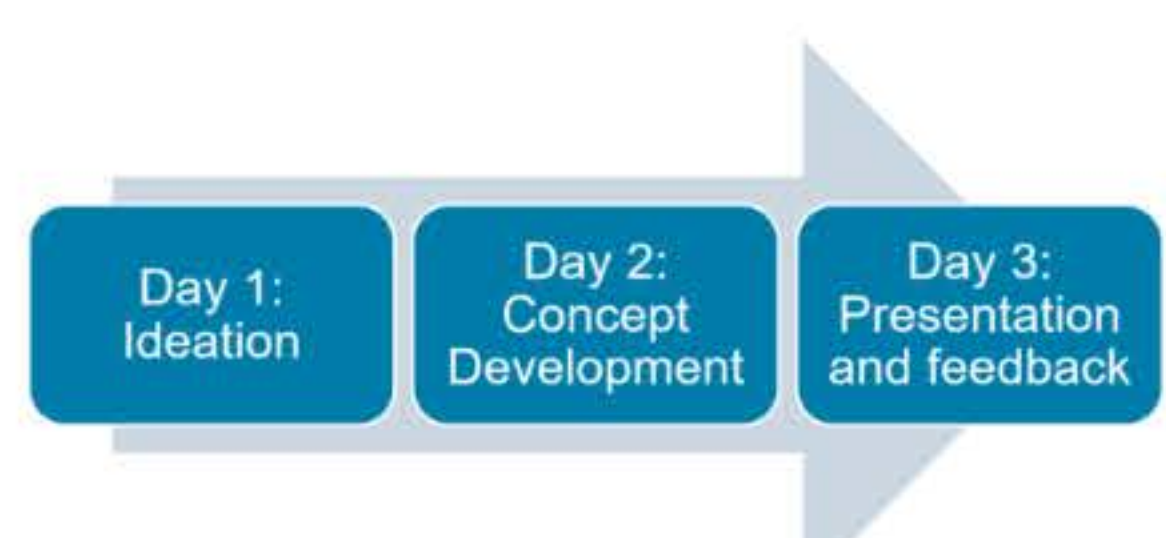 Day 1:
Ideation
Day 2:
Concept
Development
Day 3:
Presentation
and feedback